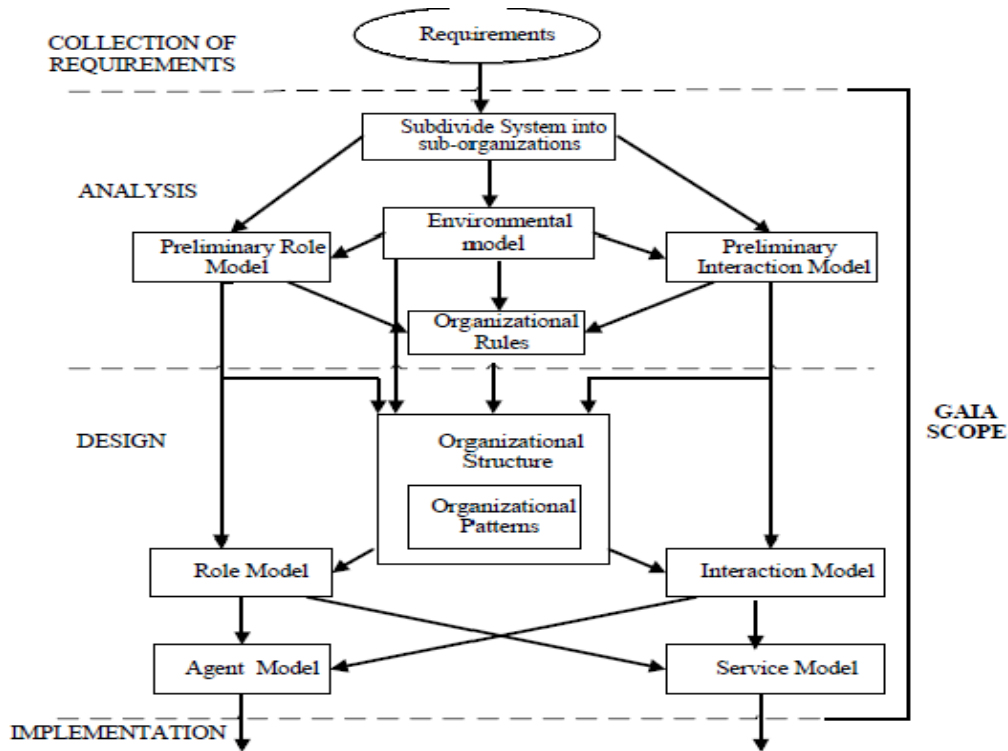 Requirements
COLLECTION OF
REQUIREMENTS
Subdivide System into
sub-organizations
ANALYSIS
Environmental
model
Preliminary Role
Model
Preliminary
Interaction Model
Organizational
Rules
GAIA
SCOPE
DESIGN
Organizational
Structure
Organizational
Patterns
Role Model
Interaction Model
Agent Model
Service Model
IMPLEMENTATION